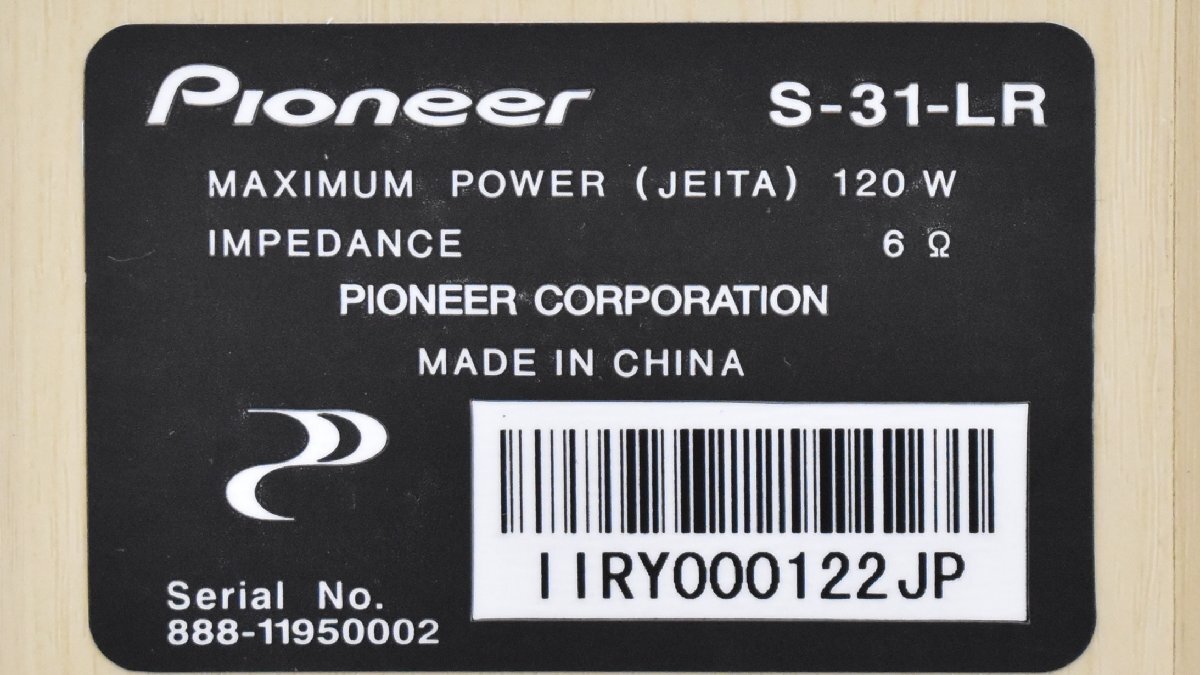 Pioneer S-31-LR
MAXIMUM POWER (JEITA) 120 W
IMPEDANCE 6 Ω
PIONEER CORPORATION
MADE IN CHINA
IIRY000122JP
Serial No.
888-11950002